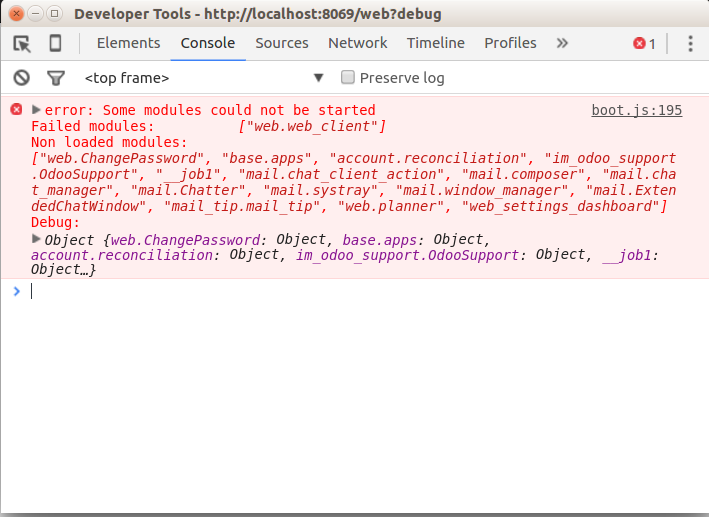 Developer Tools - http://localhost:8069/web?debug
Elements Console Sources Network Timeline Profiles » 1
<top frame> ▼ Preserve log
▶ error: Some modules could not be started boot.js:195
Failed modules: ["web.web_client"]
Non loaded modules:
["web.ChangePassword", "base.apps", "account.reconciliation", "im_odoo_support
.OdooSupport", "__job1", "mail.chat_client_action", "mail.composer", "mail.cha
t_manager", "mail.Chatter", "mail.systray", "mail.window_manager", "mail.Exten
dedChatWindow", "mail_tip.mail_tip", "web.planner", "web_settings_dashboard"]
Debug:
▶ Object {web.ChangePassword: Object, base.apps: Object,
account.reconciliation: Object, im_odoo_support.OdooSupport: Object, __job1:
Object…}